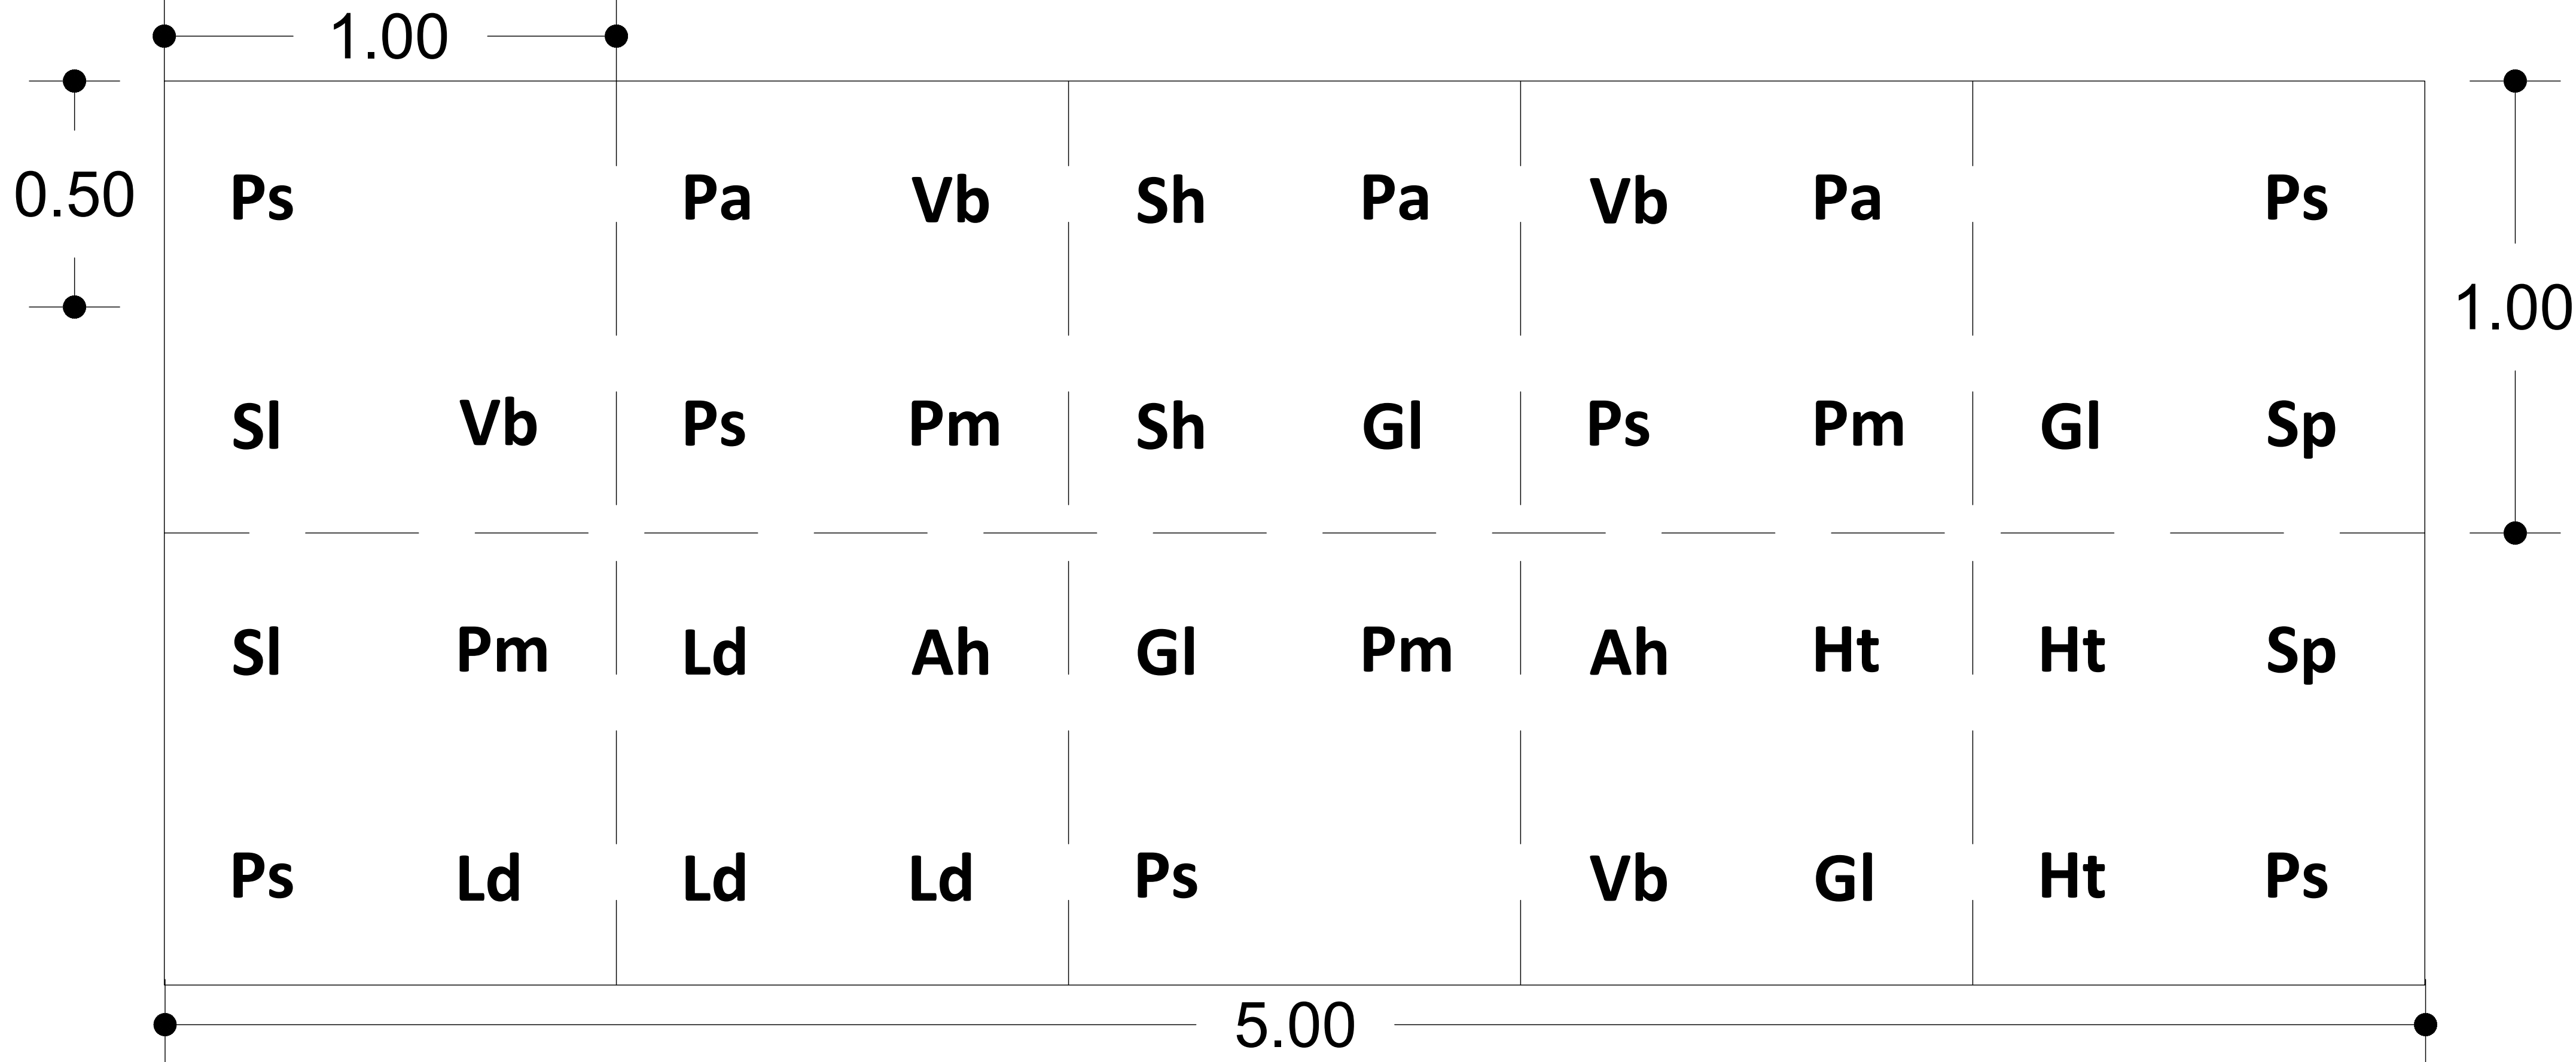 1.00
0.50
1.00
Ps Pa Vb Sh Pa Vb Pa Ps
Sl Vb Ps Pm Sh Gl Ps Pm Gl Sp
Sl Pm Ld Ah Gl Pm Ah Ht Ht Sp
Ps Ld Ld Ld Ps Vb Gl Ht Ps
5.00